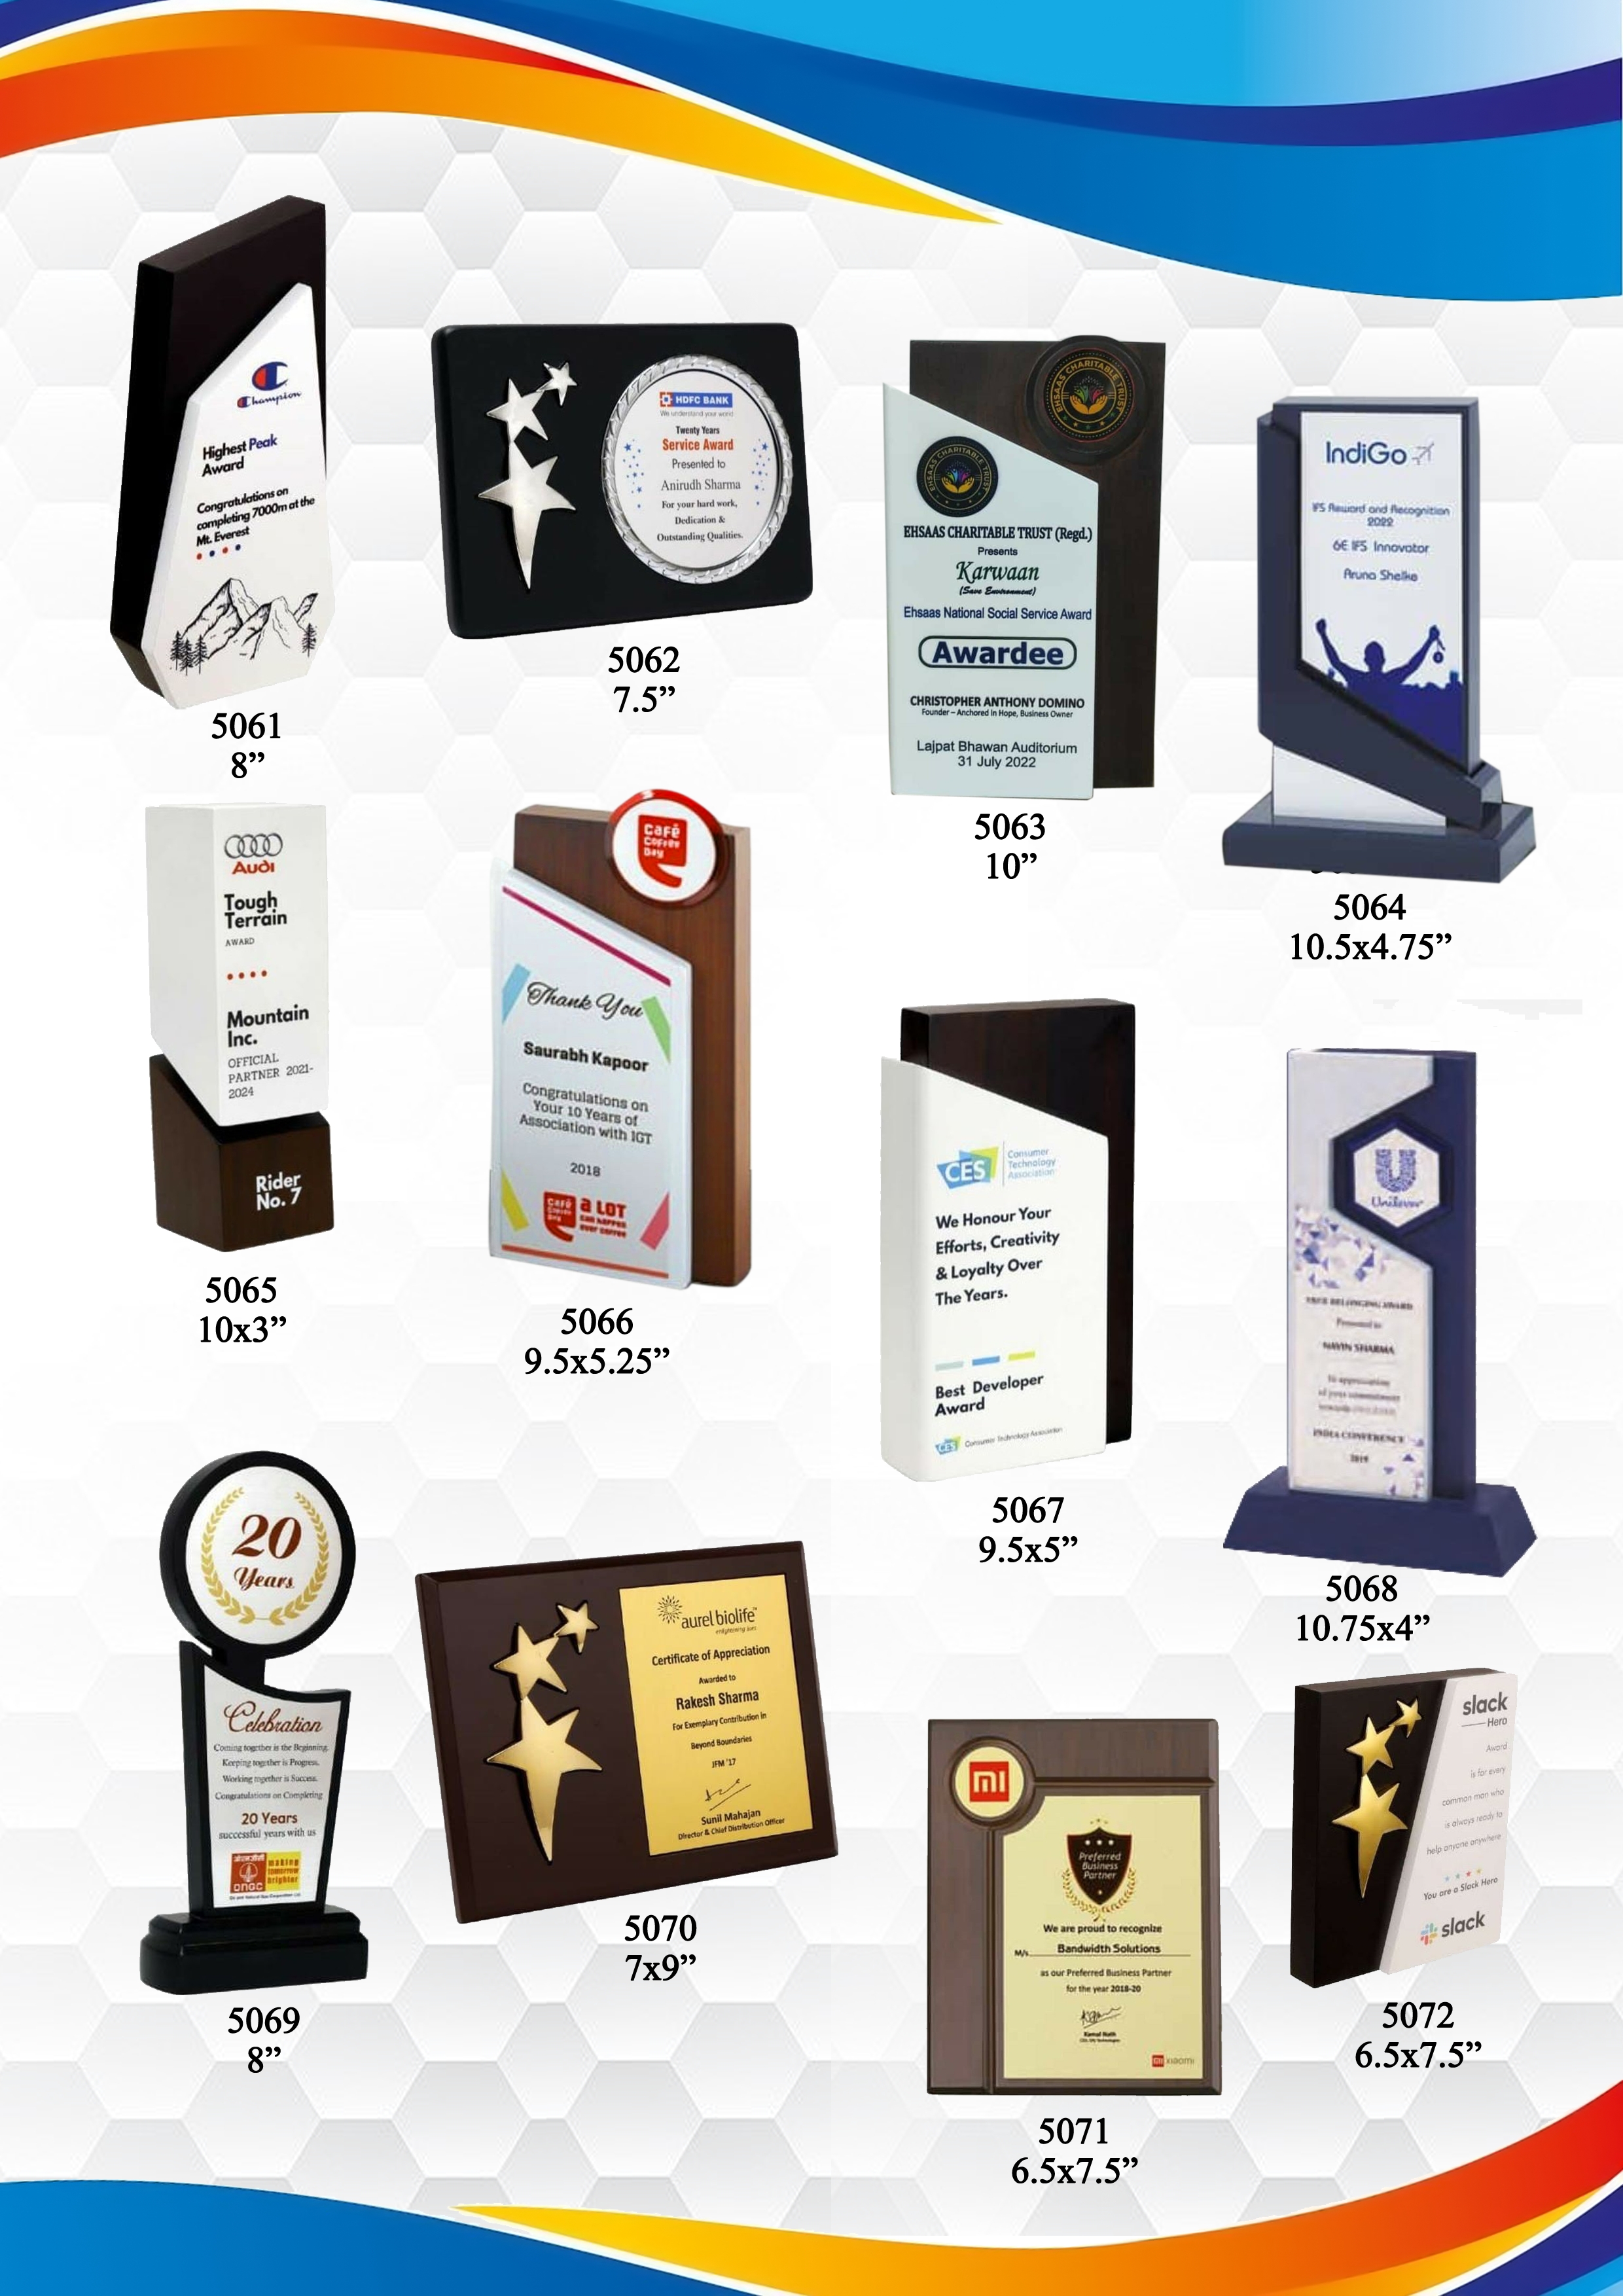 Champion
Highest Peak
Award
Congratulations on
completing 7000m at the
Mt. Everest
5061
8”
HDFC BANK
We understand your world
Twenty Years
Service Award
Presented to
Anirudh Sharma
For your hard work,
Dedication &
Outstanding Qualities.
5062
7.5”
EHSAAS CHARITABLE TRUST
EHSAAS CHARITABLE TRUST
EHSAAS CHARITABLE TRUST (Regd.)
Presents
Karwaan
(Save Environment)
Ehsaas National Social Service Award
Awardee
CHRISTOPHER ANTHONY DOMINO
Founder – Anchored in Hope, Business Owner
Lajpat Bhawan Auditorium
31 July 2022
5063
10”
IndiGo
IFS Reward and Recognition
2022
6E IFS Innovator
Aruna Shelke
5064
10.5x4.75”
Audi
Tough
Terrain
AWARD
Mountain
Inc.
OFFICIAL
PARTNER 2021-
2024
Rider
No. 7
5065
10x3”
Café
Coffee
Day
Thank You
Saurabh Kapoor
Congratulations on
Your 10 Years of
Association with IGT
2018
Café
Coffee
Day
a LOT
can happen
over coffee
5066
9.5x5.25”
CES
Consumer
Technology
Association
We Honour Your
Efforts, Creativity
& Loyalty Over
The Years.
Best Developer
Award
CES Consumer Technology Association
5067
9.5x5”
Unilever
BELONGING AWARD
Presented to
NAVIN SHARMA
In appreciation
of your commitment
towards
INDIA CONFERENCE
2019
5068
10.75x4”
20
Years
Celebration
Coming together is the Beginning.
Keeping together is Progress.
Working together is Success.
Congratulations on Completing
20 Years
successful years with us
ओएनजीसी
ONGC
making
tomorrow
brighter
Oil and Natural Gas Corporation Ltd
5069
8”
aurel biolife™
enlightening lives
Certificate of Appreciation
Awarded to
Rakesh Sharma
For Exemplary Contribution in
Beyond Boundaries
JFM '17
Sunil Mahajan
Director & Chief Distribution Officer
5070
7x9”
mi
Preferred
Business
Partner
We are proud to recognize
M/s. Bandwidth Solutions
as our Preferred Business Partner
for the year 2018-20
Kamal Nath
mi xiaomi
5071
6.5x7.5”
slack
Hero
Award
is for every
common man who
is always ready to
help anyone anywhere
You are a Slack Hero
slack
5072
6.5x7.5”